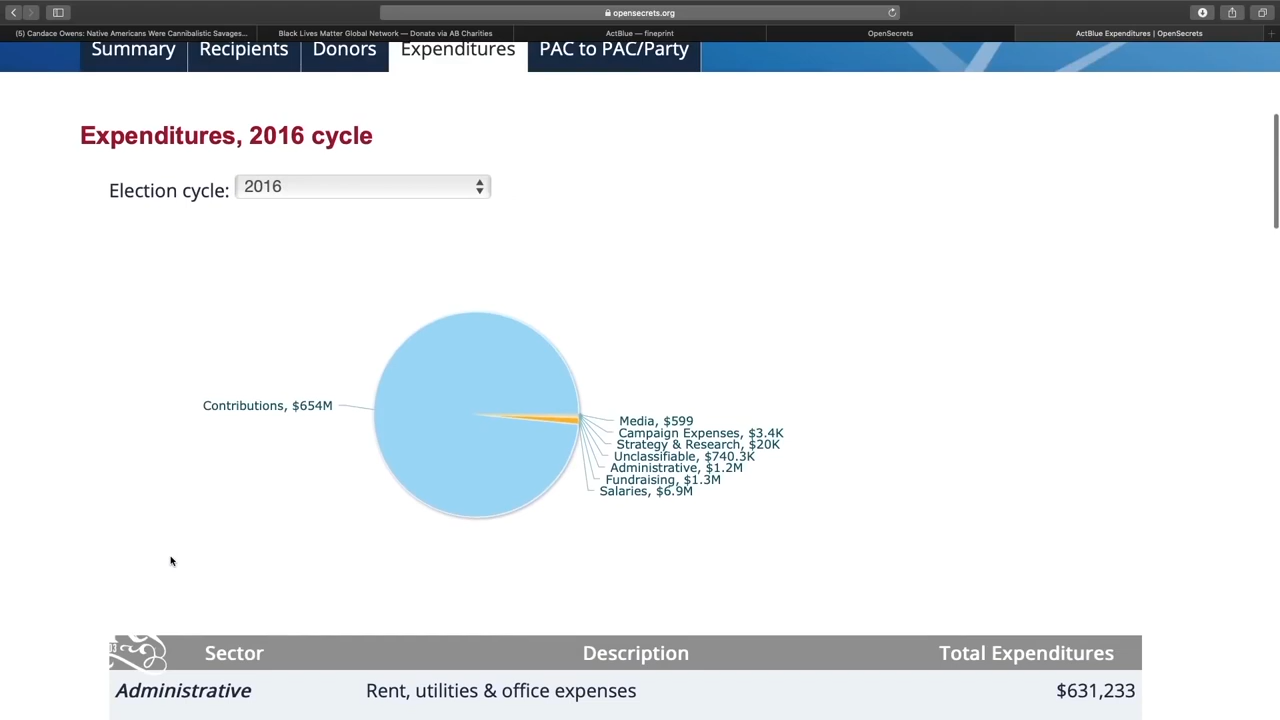 opensecrets.org
(5) Candace Owens: Native Americans Were Cannibalistic Savages...
Black Lives Matter Global Network — Donate via AB Charities
ActBlue — fineprint
OpenSecrets
ActBlue Expenditures | OpenSecrets
Summary
Recipients
Donors
Expenditures
PAC to PAC/Party
Expenditures, 2016 cycle
Election cycle: 2016
Contributions, $654M
Media, $599
Campaign Expenses, $3.4K
Strategy & Research, $20K
Unclassifiable, $740.3K
Administrative, $1.2M
Fundraising, $1.3M
Salaries, $6.9M
Sector Description Total Expenditures
Administrative Rent, utilities & office expenses $631,233